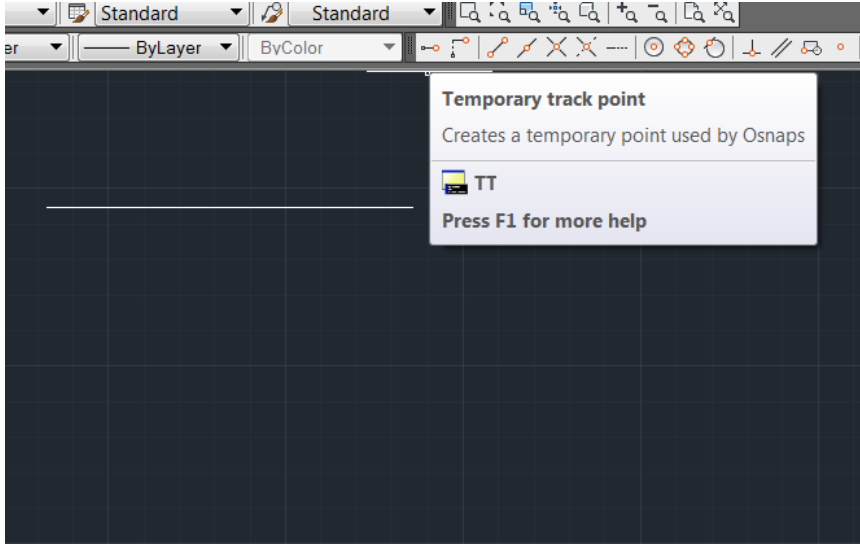 Standard Standard
er ByLayer ByColor
Temporary track point
Creates a temporary point used by Osnaps
TT
Press F1 for more help